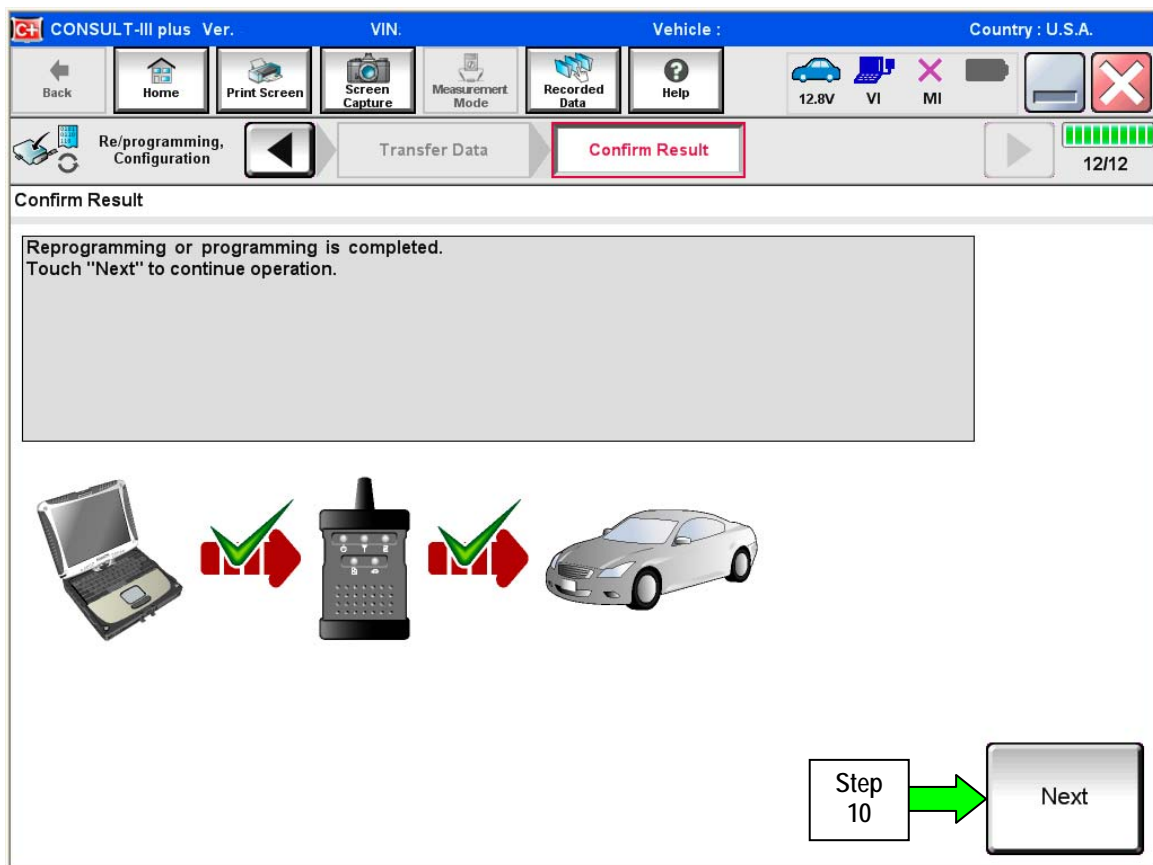 C+ CONSULT-III plus Ver. VIN: Vehicle : Country : U.S.A.
Back
Home
Print Screen
Screen
Capture
Measurement
Mode
Recorded
Data
?
Help
12.8V VI MI
Re/programming,
Configuration
Transfer Data
Confirm Result
12/12
Confirm Result
Reprogramming or programming is completed.
Touch "Next" to continue operation.
Step
10
Next